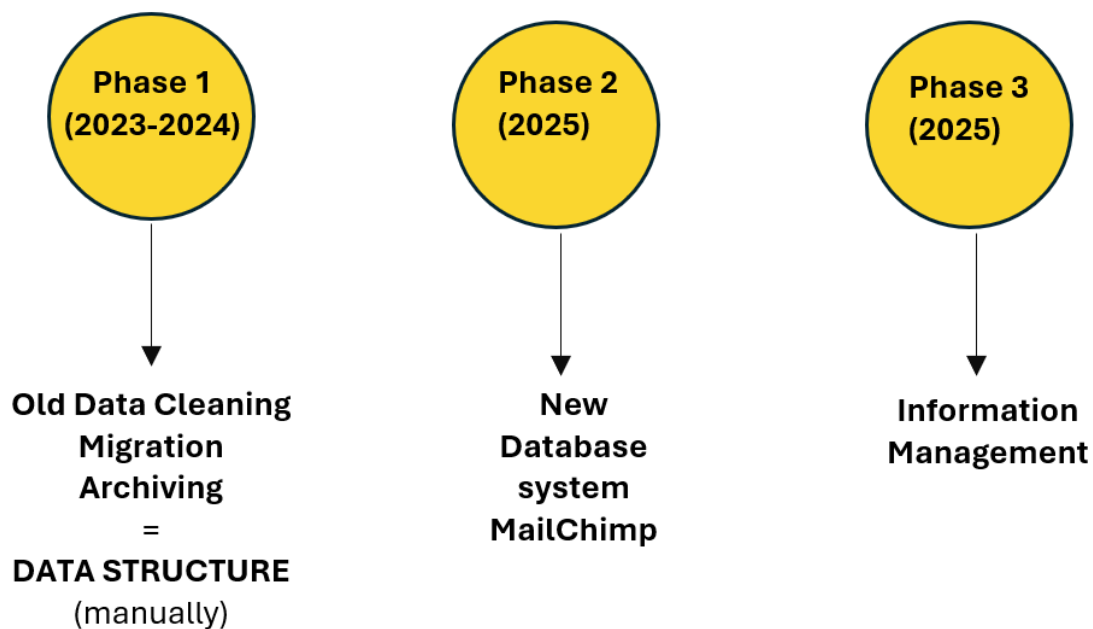 Phase 1
(2023-2024)
Old Data Cleaning
Migration
Archiving
=
DATA STRUCTURE
(manually)
Phase 2
(2025)
New
Database
system
MailChimp
Phase 3
(2025)
Information
Management